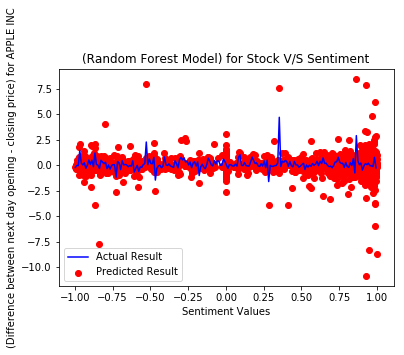 (Random Forest Model) for Stock V/S Sentiment
(Difference between next day opening - closing price) for APPLE INC
7.5
5.0
2.5
0.0
−2.5
−5.0
−7.5
−10.0
Actual Result
Predicted Result
−1.00 −0.75 −0.50 −0.25 0.00 0.25 0.50 0.75 1.00
Sentiment Values